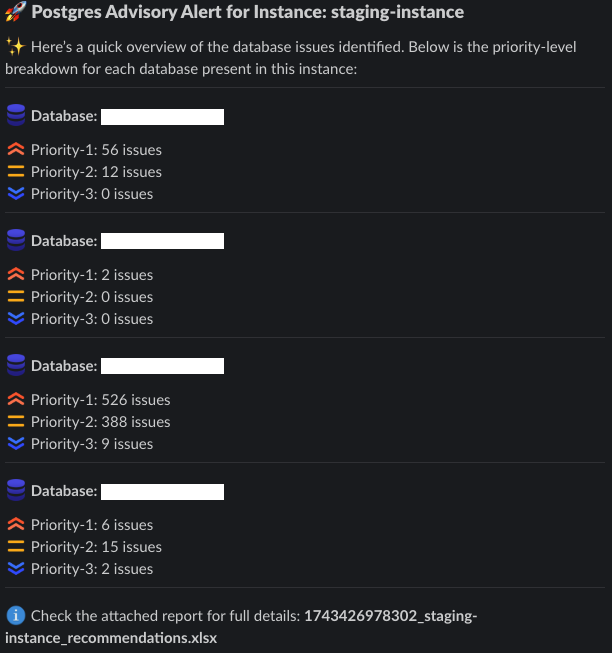 🚀 Postgres Advisory Alert for Instance: staging-instance
✨ Here's a quick overview of the database issues identified. Below is the priority-level
breakdown for each database present in this instance:
Database:
Priority-1: 56 issues
Priority-2: 12 issues
Priority-3: 0 issues
Database:
Priority-1: 2 issues
Priority-2: 0 issues
Priority-3: 0 issues
Database:
Priority-1: 526 issues
Priority-2: 388 issues
Priority-3: 9 issues
Database:
Priority-1: 6 issues
Priority-2: 15 issues
Priority-3: 2 issues
ℹ️ Check the attached report for full details: 1743426978302_staging-
instance_recommendations.xlsx